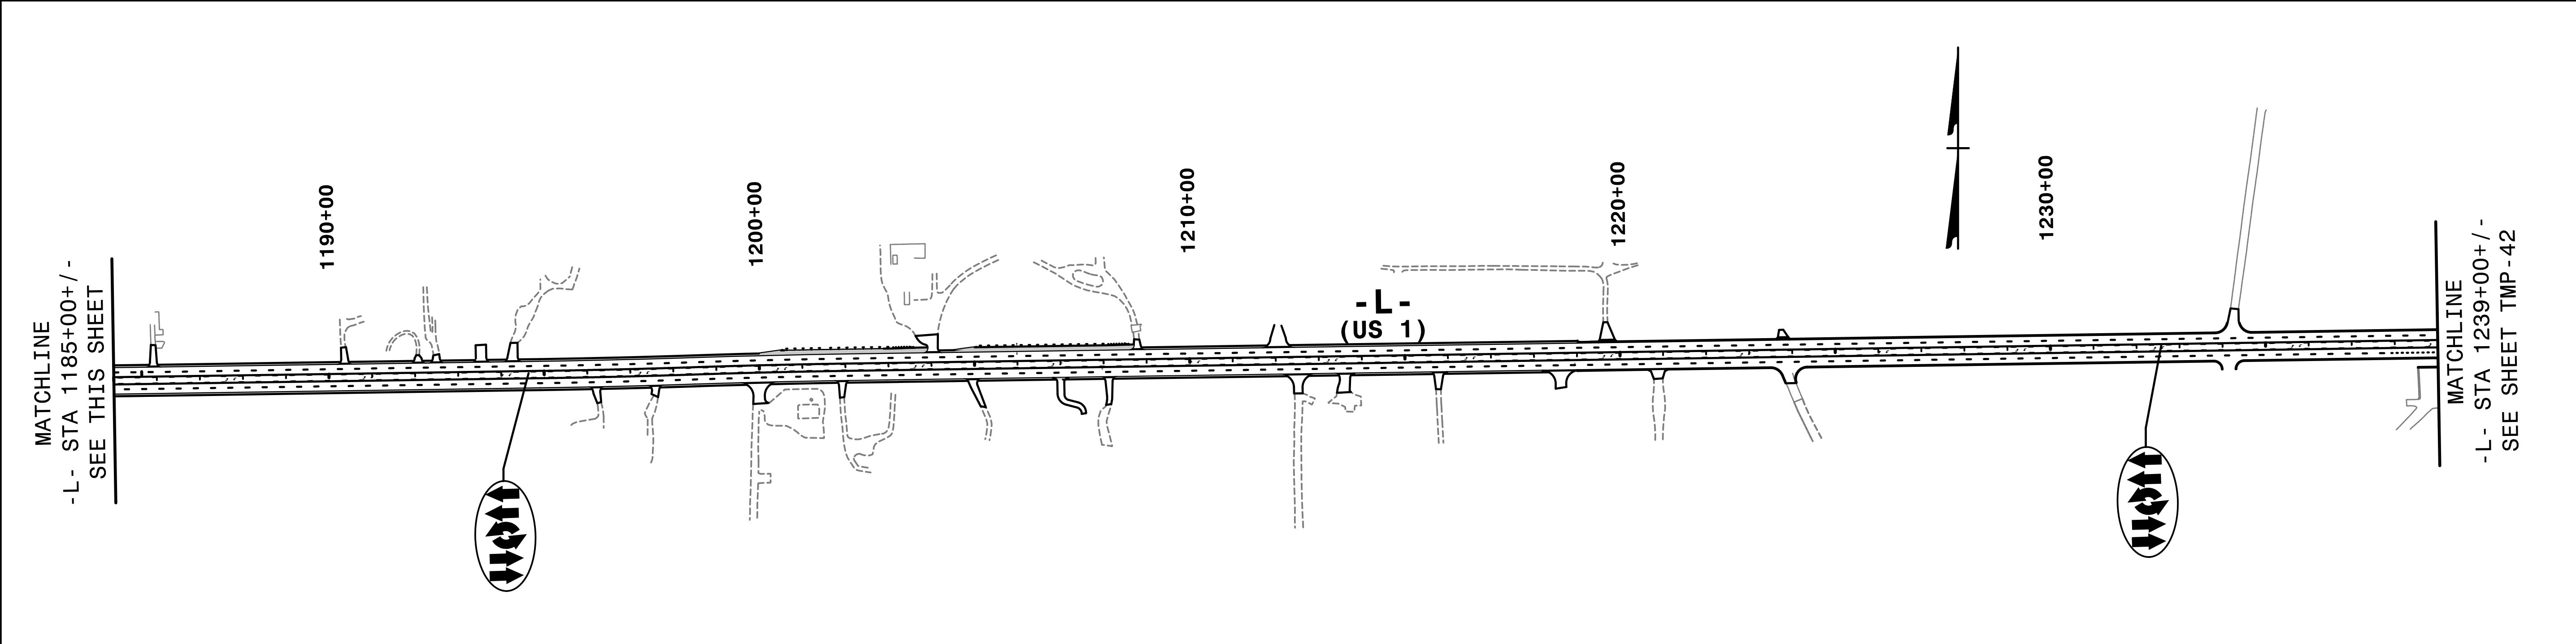 MATCHLINE
-L- STA 1185+00+/-
SEE THIS SHEET
1190+00
1200+00
1210+00
1220+00
1230+00
-L-
(US 1)
MATCHLINE
-L- STA 1239+00+/-
SEE SHEET TMP-42